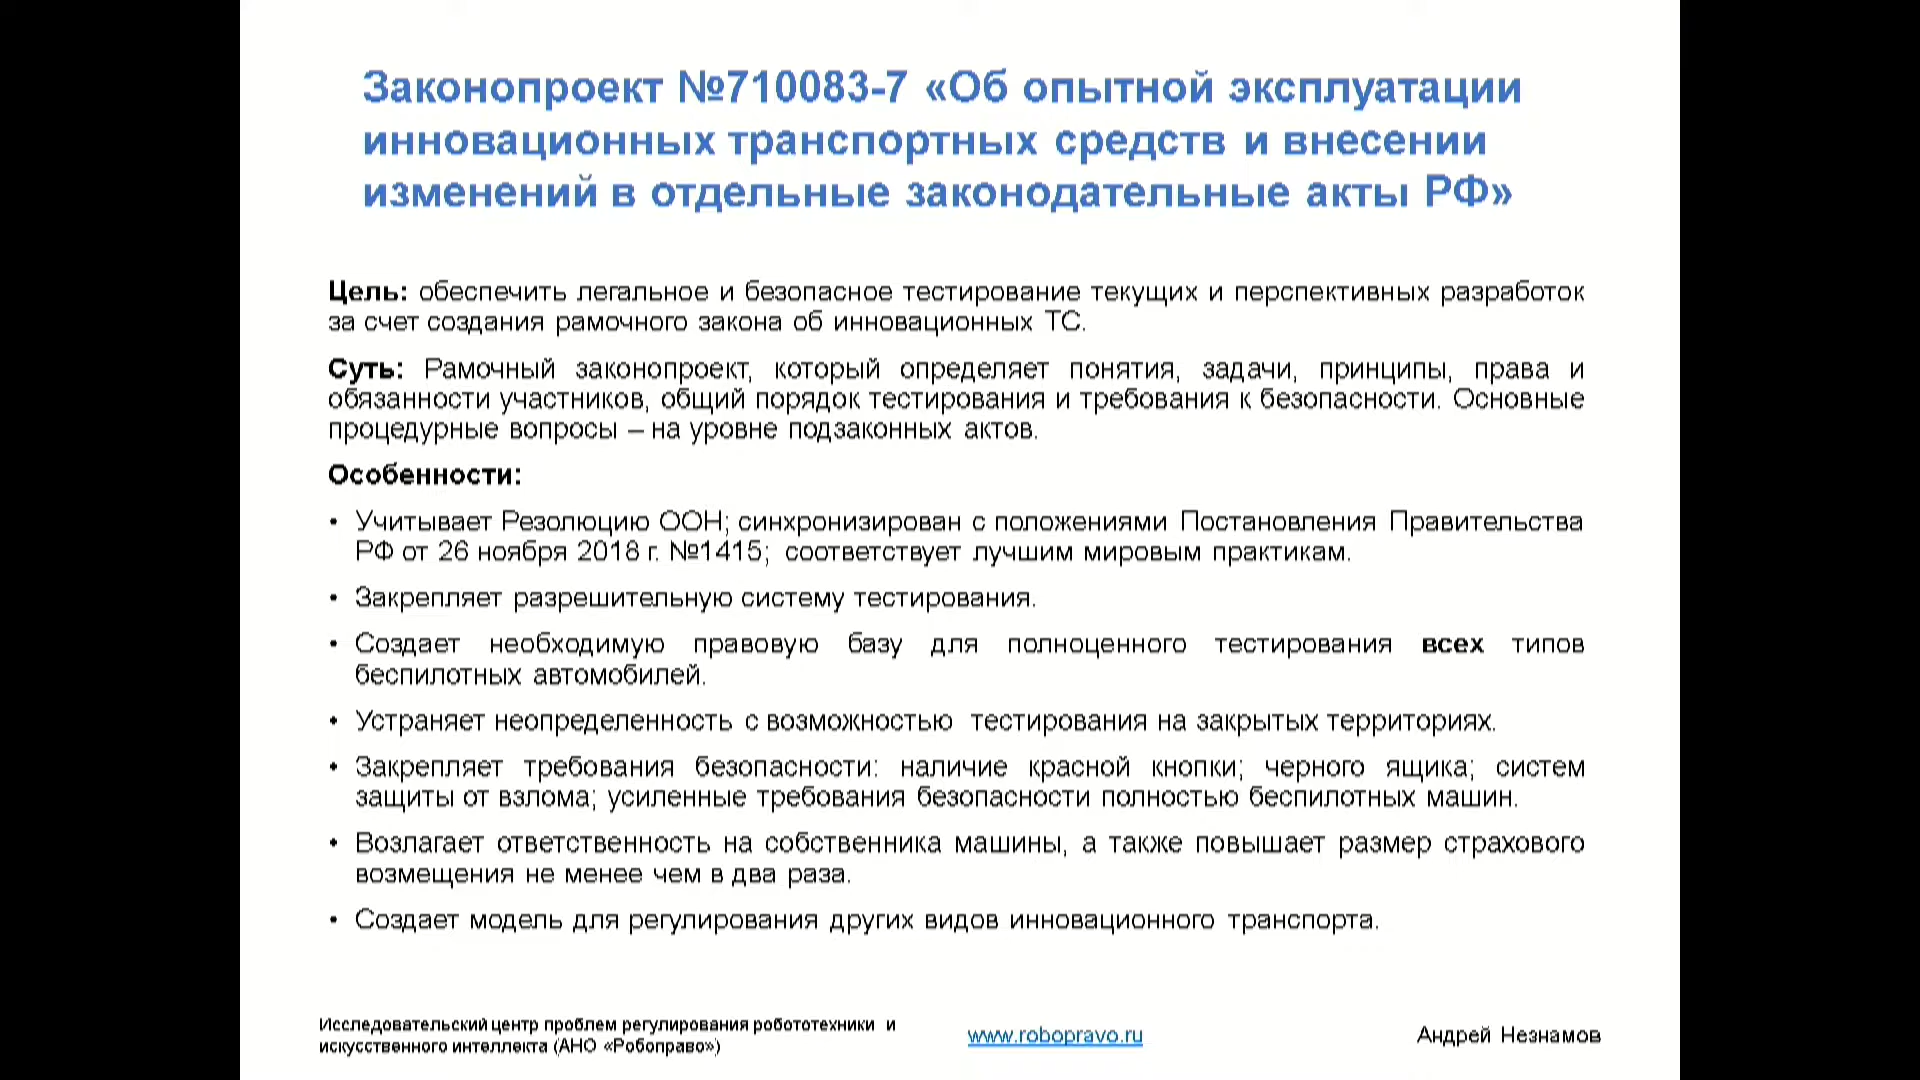 Законопроект №710083-7 «Об опытной эксплуатации
инновационных транспортных средств и внесении
изменений в отдельные законодательные акты РФ»
Цель: обеспечить легальное и безопасное тестирование текущих и перспективных разработок
за счет создания рамочного закона об инновационных ТС.
Суть: Рамочный законопроект, который определяет понятия, задачи, принципы, права и
обязанности участников, общий порядок тестирования и требования к безопасности. Основные
процедурные вопросы – на уровне подзаконных актов.
Особенности:
• Учитывает Резолюцию ООН; синхронизирован с положениями Постановления Правительства
РФ от 26 ноября 2018 г. №1415; соответствует лучшим мировым практикам.
• Закрепляет разрешительную систему тестирования.
• Создает необходимую правовую базу для полноценного тестирования всех типов
беспилотных автомобилей.
• Устраняет неопределенность с возможностью тестирования на закрытых территориях.
• Закрепляет требования безопасности: наличие красной кнопки; черного ящика; систем
защиты от взлома; усиленные требования безопасности полностью беспилотных машин.
• Возлагает ответственность на собственника машины, а также повышает размер страхового
возмещения не менее чем в два раза.
• Создает модель для регулирования других видов инновационного транспорта.
Исследовательский центр проблем регулирования робототехники и
искусственного интеллекта (АНО «Робоправо»)
www.robopravo.ru
Андрей Незнамов